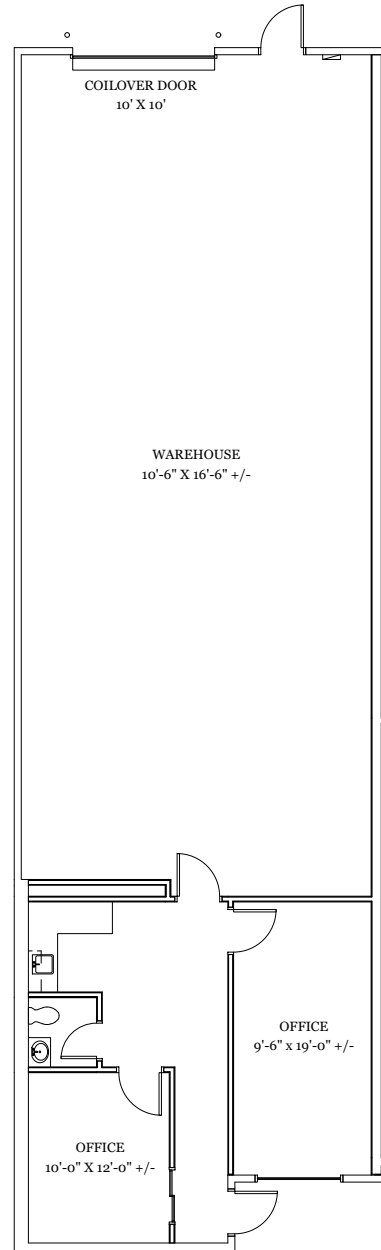 COILOVER DOOR
10' X 10'
WAREHOUSE
10'-6" X 16'-6" +/-
OFFICE
9'-6" x 19'-0" +/-
OFFICE
10'-0" X 12'-0" +/-